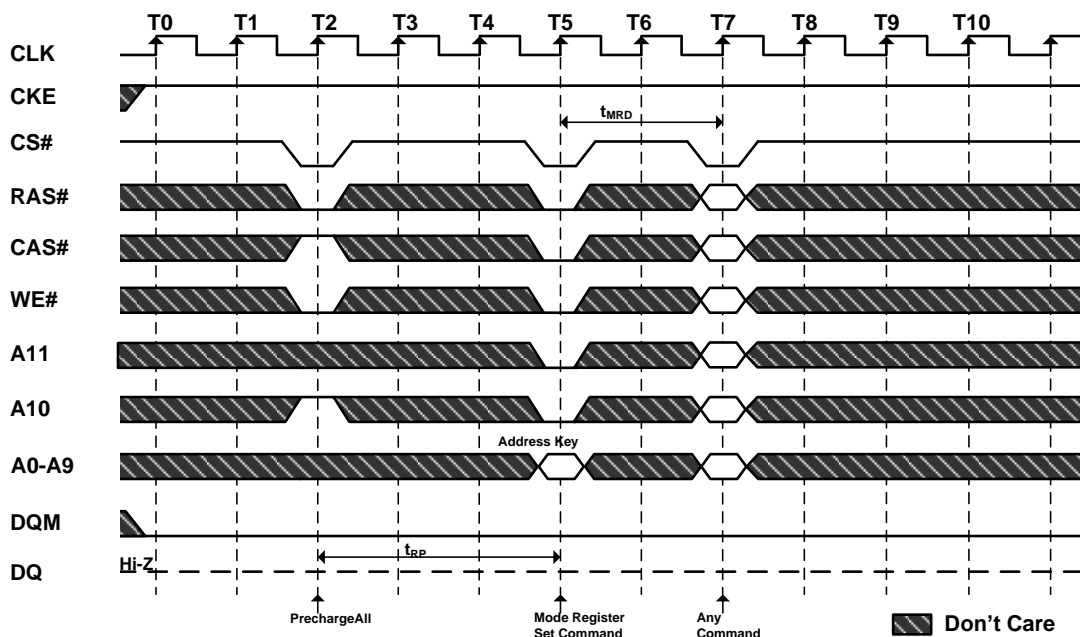 T0 T1 T2 T3 T4 T5 T6 T7 T8 T9 T10
CLK
CKE
tMRD
CS#
RAS#
CAS#
WE#
A11
A10
Address Key
A0-A9
DQM
tRP
Hi-Z
DQ
PrechargeAll
Mode Register
Set Command
Any
Command
Don't Care